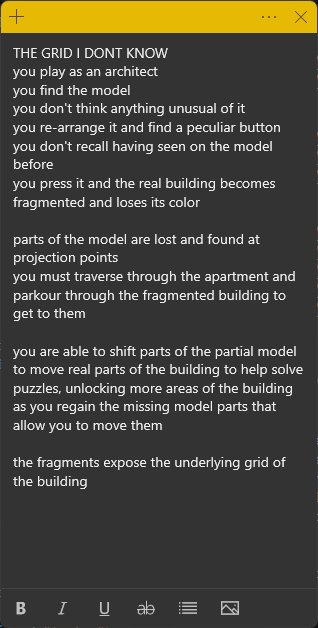 THE GRID I DONT KNOW
you play as an architect
you find the model
you don't think anything unusual of it
you re-arrange it and find a peculiar button
you don't recall having seen on the model
before
you press it and the real building becomes
fragmented and loses its color

parts of the model are lost and found at
projection points
you must traverse through the apartment and
parkour through the fragmented building to
get to them

you are able to shift parts of the partial model
to move real parts of the building to help solve
puzzles, unlocking more areas of the building
as you regain the missing model parts that
allow you to move them

the fragments expose the underlying grid of
the building

B I U ab